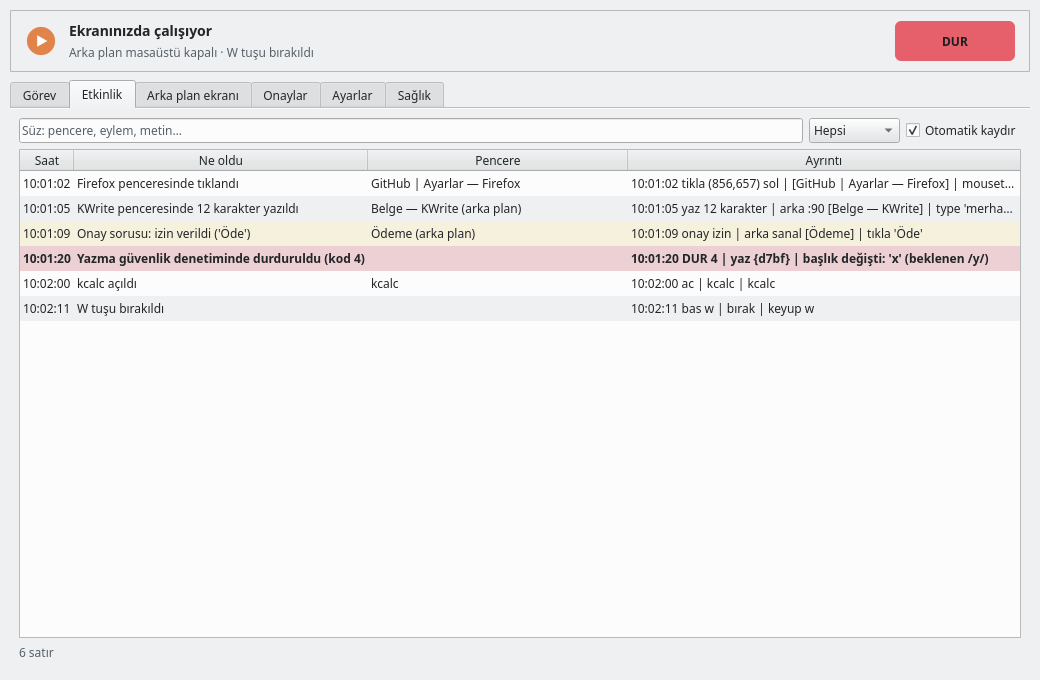 Ekranınızda çalışıyor
Arka plan masaüstü kapalı · W tuşu bırakıldı
DUR
Görev Etkinlik Arka plan ekranı Onaylar Ayarlar Sağlık
Süz: pencere, eylem, metin... Hepsi Otomatik kaydır
Saat Ne oldu Pencere Ayrıntı
10:01:02 Firefox penceresinde tıklandı GitHub | Ayarlar — Firefox 10:01:02 tikla (856,657) sol | [GitHub | Ayarlar — Firefox] | mouset...
10:01:05 KWrite penceresinde 12 karakter yazıldı Belge — KWrite (arka plan) 10:01:05 yaz 12 karakter | arka :90 [Belge — KWrite] | type 'merha...
10:01:09 Onay sorusu: izin verildi ('Öde') Ödeme (arka plan) 10:01:09 onay izin | arka sanal [Ödeme] | tıkla 'Öde'
10:01:20 Yazma güvenlik denetiminde durduruldu (kod 4) 10:01:20 DUR 4 | yaz {d7bf} | başlık değişti: 'x' (beklenen /y/)
10:02:00 kcalc açıldı kcalc 10:02:00 ac | kcalc | kcalc
10:02:11 W tuşu bırakıldı 10:02:11 bas w | bırak | keyup w
6 satır